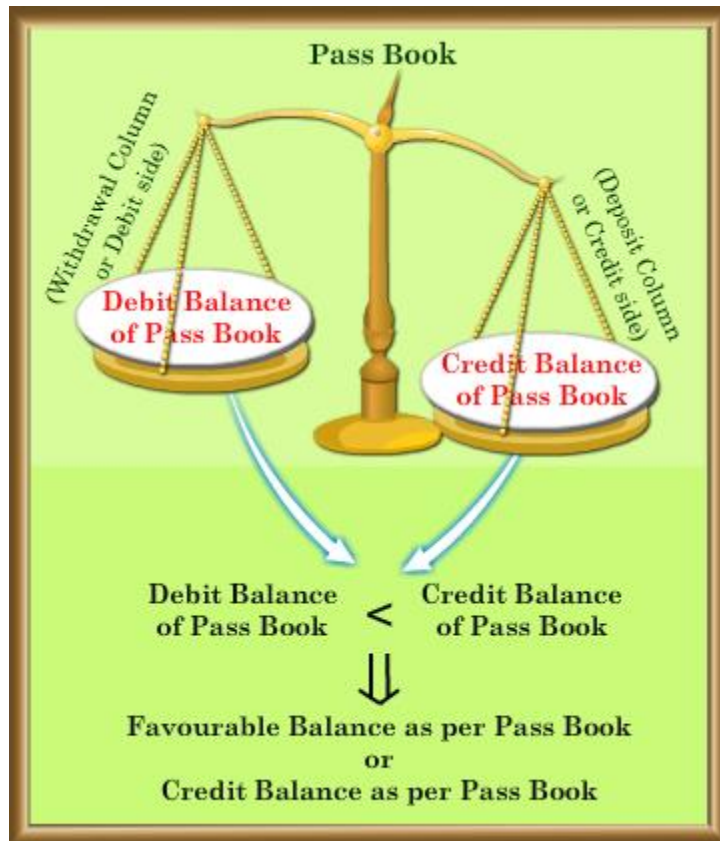 Pass Book
(Withdrawal Column
or Debit side)
(Deposit Column
or Credit side)
Debit Balance
of Pass Book
Credit Balance
of Pass Book
Debit Balance
of Pass Book
<
Credit Balance
of Pass Book
⇓
Favourable Balance as per Pass Book
or
Credit Balance as per Pass Book